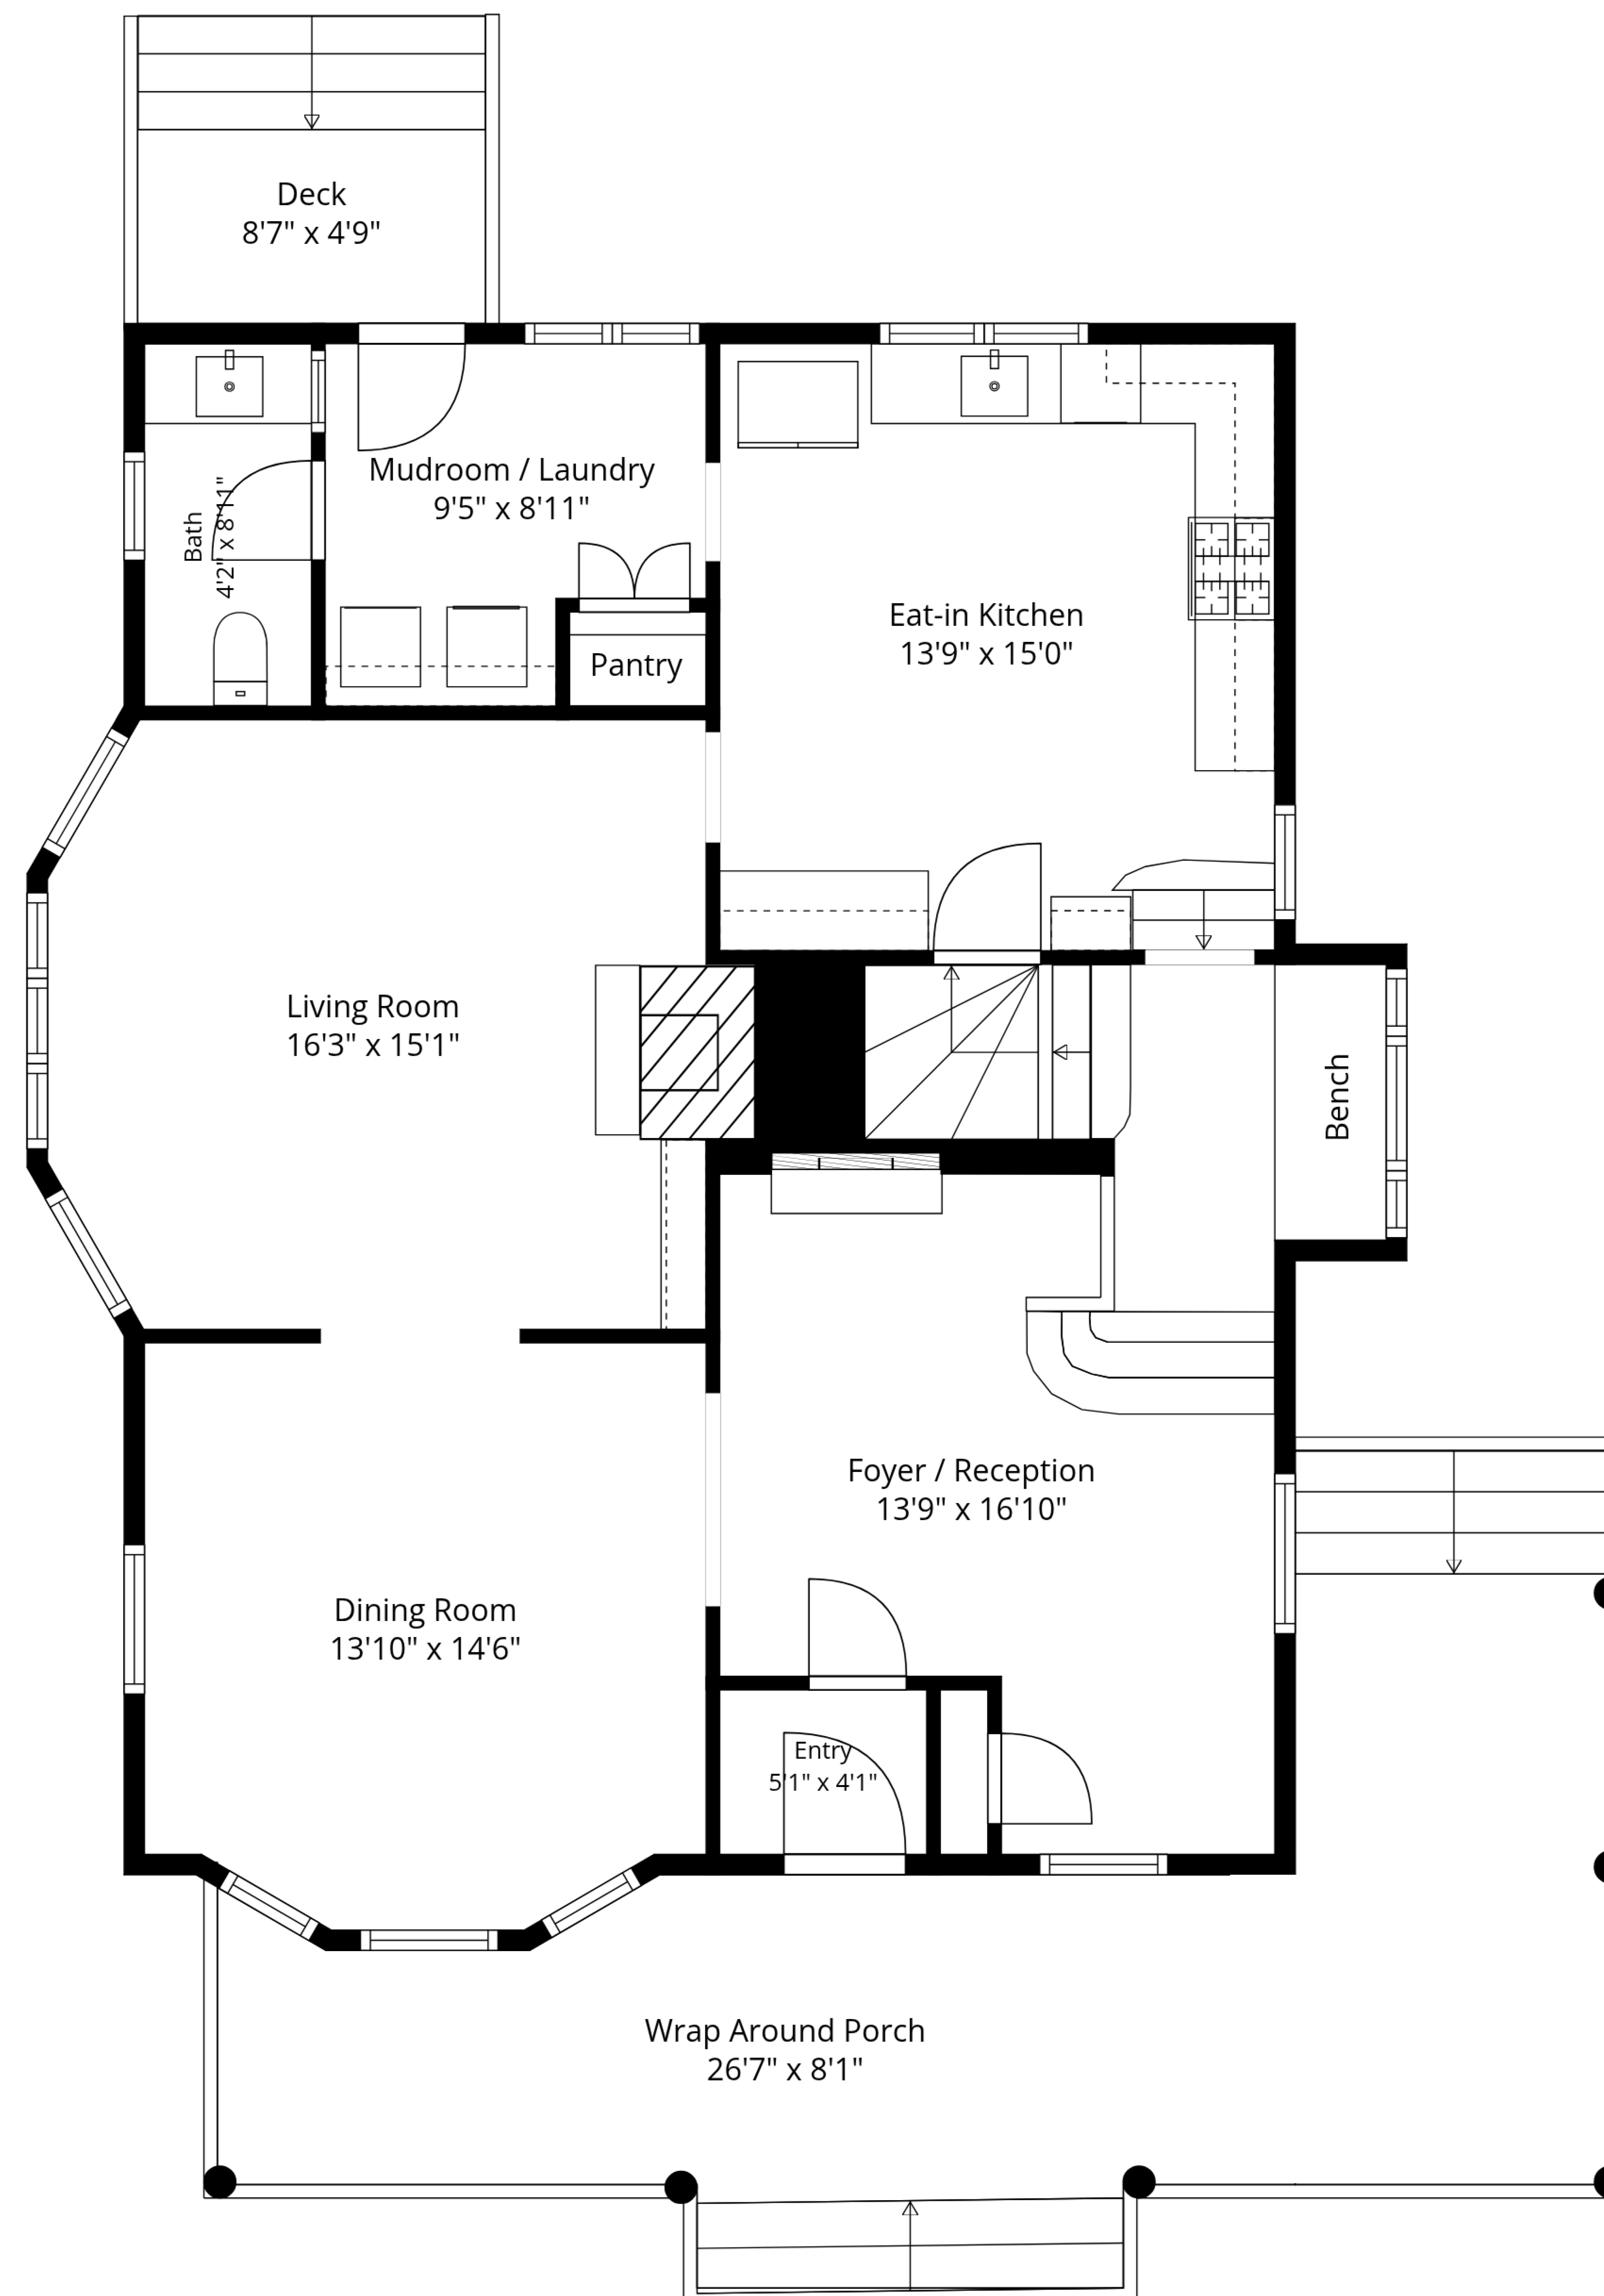 Deck
8'7" x 4'9"
Mudroom / Laundry
9'5" x 8'11"
Bath
4'2" x 8'11"
Eat-in Kitchen
13'9" x 15'0"
Pantry
Living Room
16'3" x 15'1"
Bench
Foyer / Reception
13'9" x 16'10"
Dining Room
13'10" x 14'6"
Entry
5'1" x 4'1"
Wrap Around Porch
26'7" x 8'1"